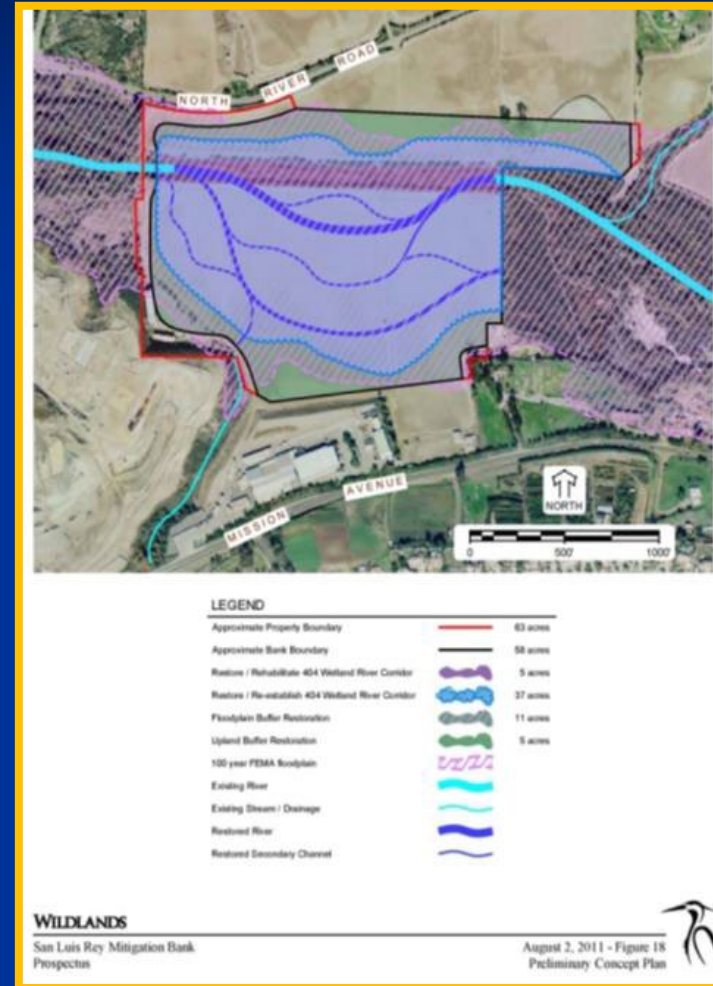 NORTH RIVER ROAD
MISSION AVENUE
NORTH
0 500' 1000'
LEGEND
Approximate Property Boundary 63 acres
Approximate Bank Boundary 58 acres
Restore / Rehabilitate 404 Wetland River Corridor 5 acres
Restore / Re-establish 404 Wetland River Corridor 37 acres
Floodplain Buffer Restoration 11 acres
Upland Buffer Restoration 5 acres
100 year FEMA floodplain
Existing River
Existing Stream / Drainage
Restored River
Restored Secondary Channel
WILDLANDS
San Luis Rey Mitigation Bank August 2, 2011 - Figure 18
Prospectus Preliminary Concept Plan